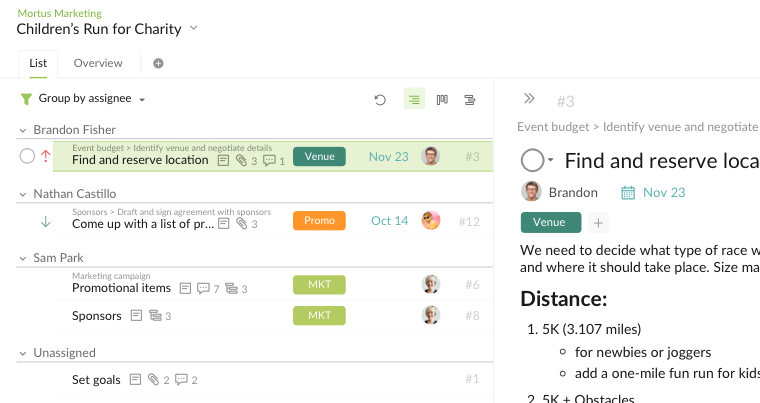 Mortus Marketing
Children's Run for Charity
List
Overview
Group by assignee
Brandon Fisher
Event budget > Identify venue and negotiate details
Find and reserve location 3 1 Venue Nov 23 #3
Nathan Castillo
Sponsors > Draft and sign agreement with sponsors
Come up with a list of pr... 3 Promo Oct 14 #12
Sam Park
Marketing campaign
Promotional items 7 3 MKT #6
Sponsors 3 MKT #8
Unassigned
Set goals 2 2 #1
#3
Event budget > Identify venue and negotiate
Find and reserve loca
Brandon Nov 23
Venue +
We need to decide what type of race w
and where it should take place. Size ma
Distance:
1. 5K (3.107 miles)
for newbies or joggers
add a one-mile fun run for kids
2. 5K + Obstacles